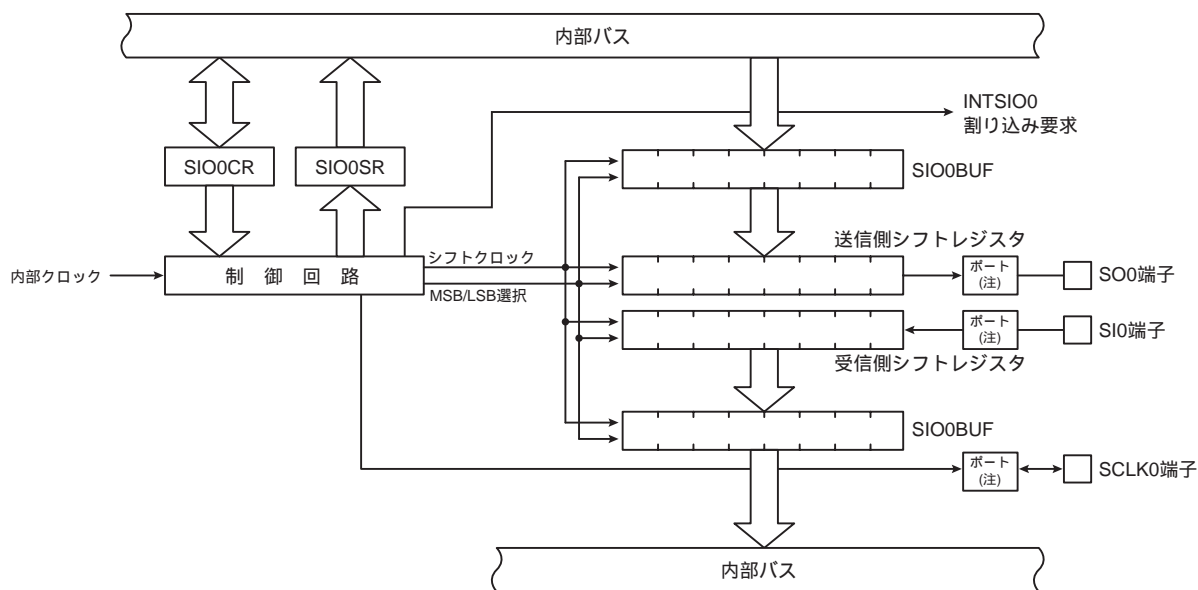 内部バス
INTSIO0
割り込み要求
SIO0CR
SIO0SR
SIO0BUF
送信側シフトレジスタ
シフトクロック
内部クロック
制 御 回 路
MSB/LSB選択
ポート
(注)
SO0端子
ポート
(注)
SI0端子
受信側シフトレジスタ
SIO0BUF
ポート
(注)
SCLK0端子
内部バス